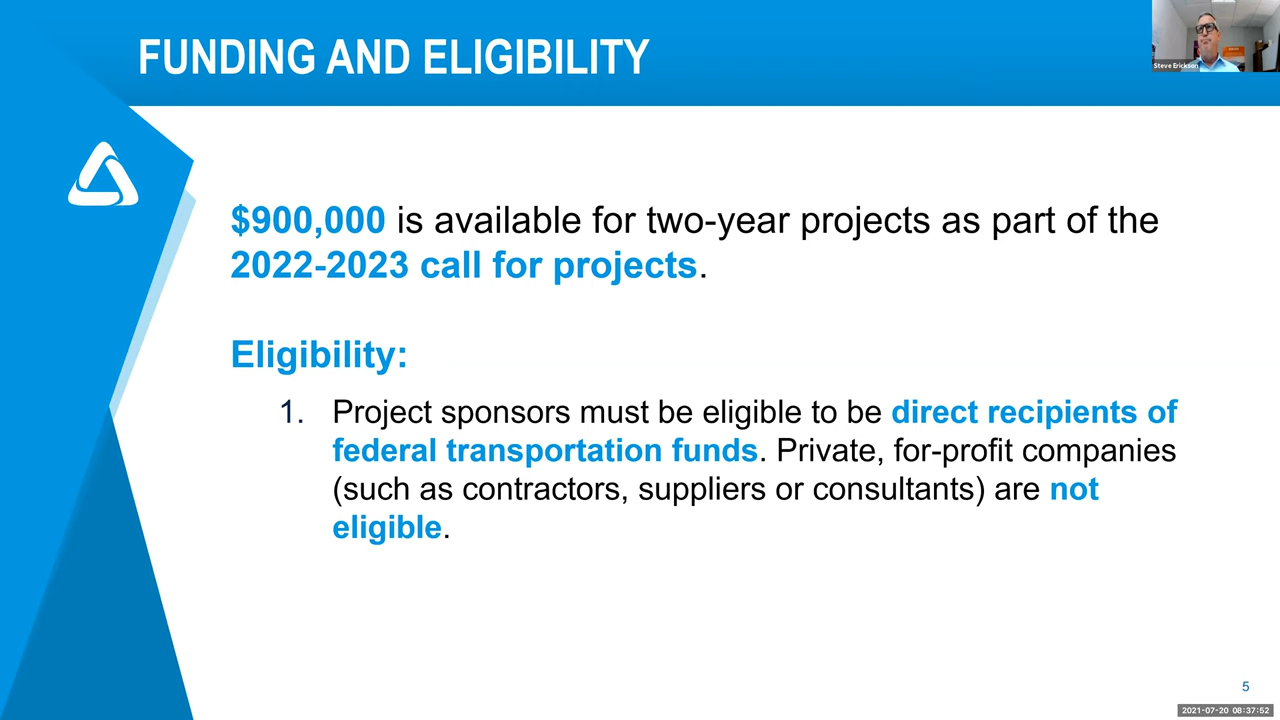 FUNDING AND ELIGIBILITY
Steve Erickson
$900,000 is available for two-year projects as part of the
2022-2023 call for projects.
Eligibility:
1. Project sponsors must be eligible to be direct recipients of
federal transportation funds. Private, for-profit companies
(such as contractors, suppliers or consultants) are not
eligible.
5
2021-07-20 08:37:52